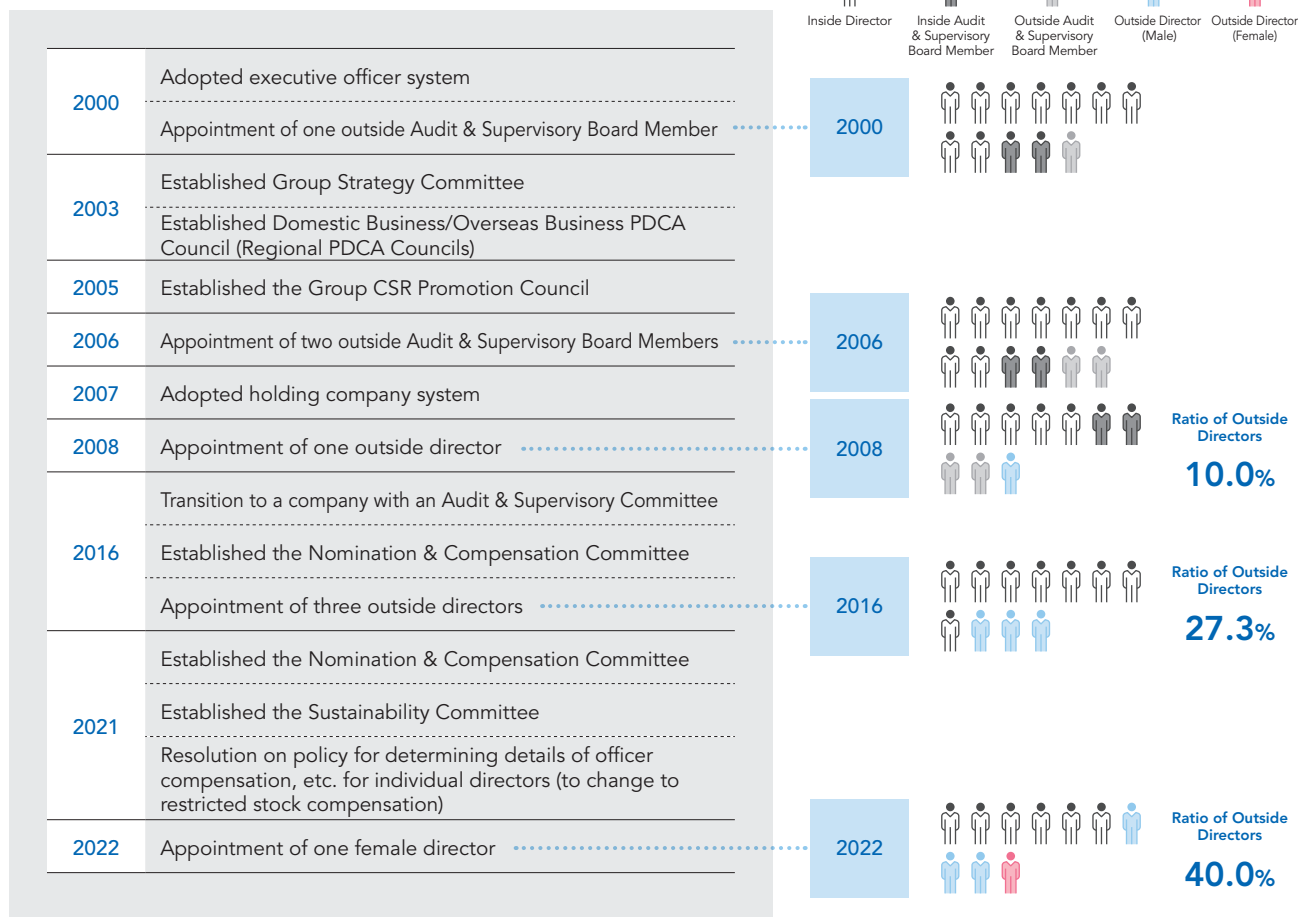 Inside Director
Inside Audit
& Supervisory
Board Member
Outside Audit
& Supervisory
Board Member
Outside Director
(Male)
Outside Director
(Female)
2000
Adopted executive officer system
Appointment of one outside Audit & Supervisory Board Member
2000
2003
Established Group Strategy Committee
Established Domestic Business/Overseas Business PDCA
Council (Regional PDCA Councils)
2005
Established the Group CSR Promotion Council
2006
Appointment of two outside Audit & Supervisory Board Members
2006
2007
Adopted holding company system
2008
Appointment of one outside director
2008
Ratio of Outside
Directors
10.0%
2016
Transition to a company with an Audit & Supervisory Committee
Established the Nomination & Compensation Committee
Appointment of three outside directors
2016
Ratio of Outside
Directors
27.3%
2021
Established the Nomination & Compensation Committee
Established the Sustainability Committee
Resolution on policy for determining details of officer
compensation, etc. for individual directors (to change to
restricted stock compensation)
2022
Appointment of one female director
2022
Ratio of Outside
Directors
40.0%